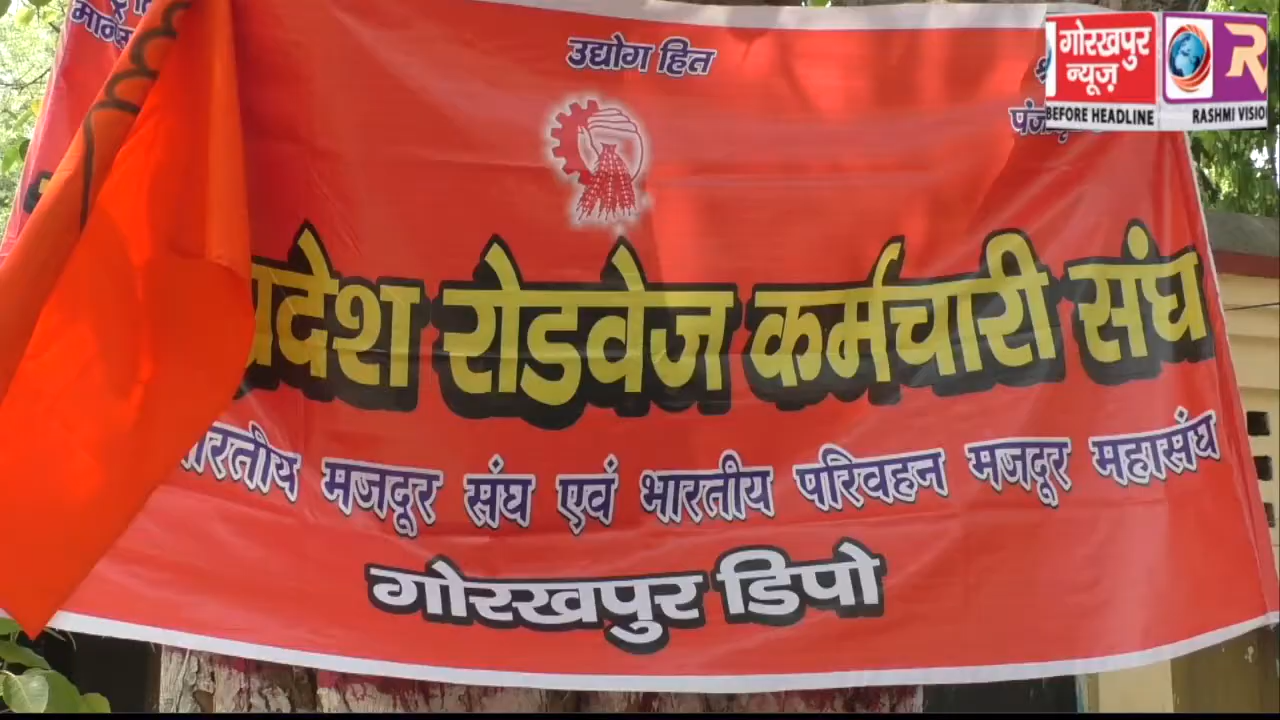 उद्योग हित
गोरखपुर
न्यूज़
BEFORE HEADLINE
R
RASHMI VISIO
रोडवेज कर्मचारी संघ
मजदूर संघ एवं भारतीय परिवहन मजदूर महासंघ
गोरखपुर डिपो